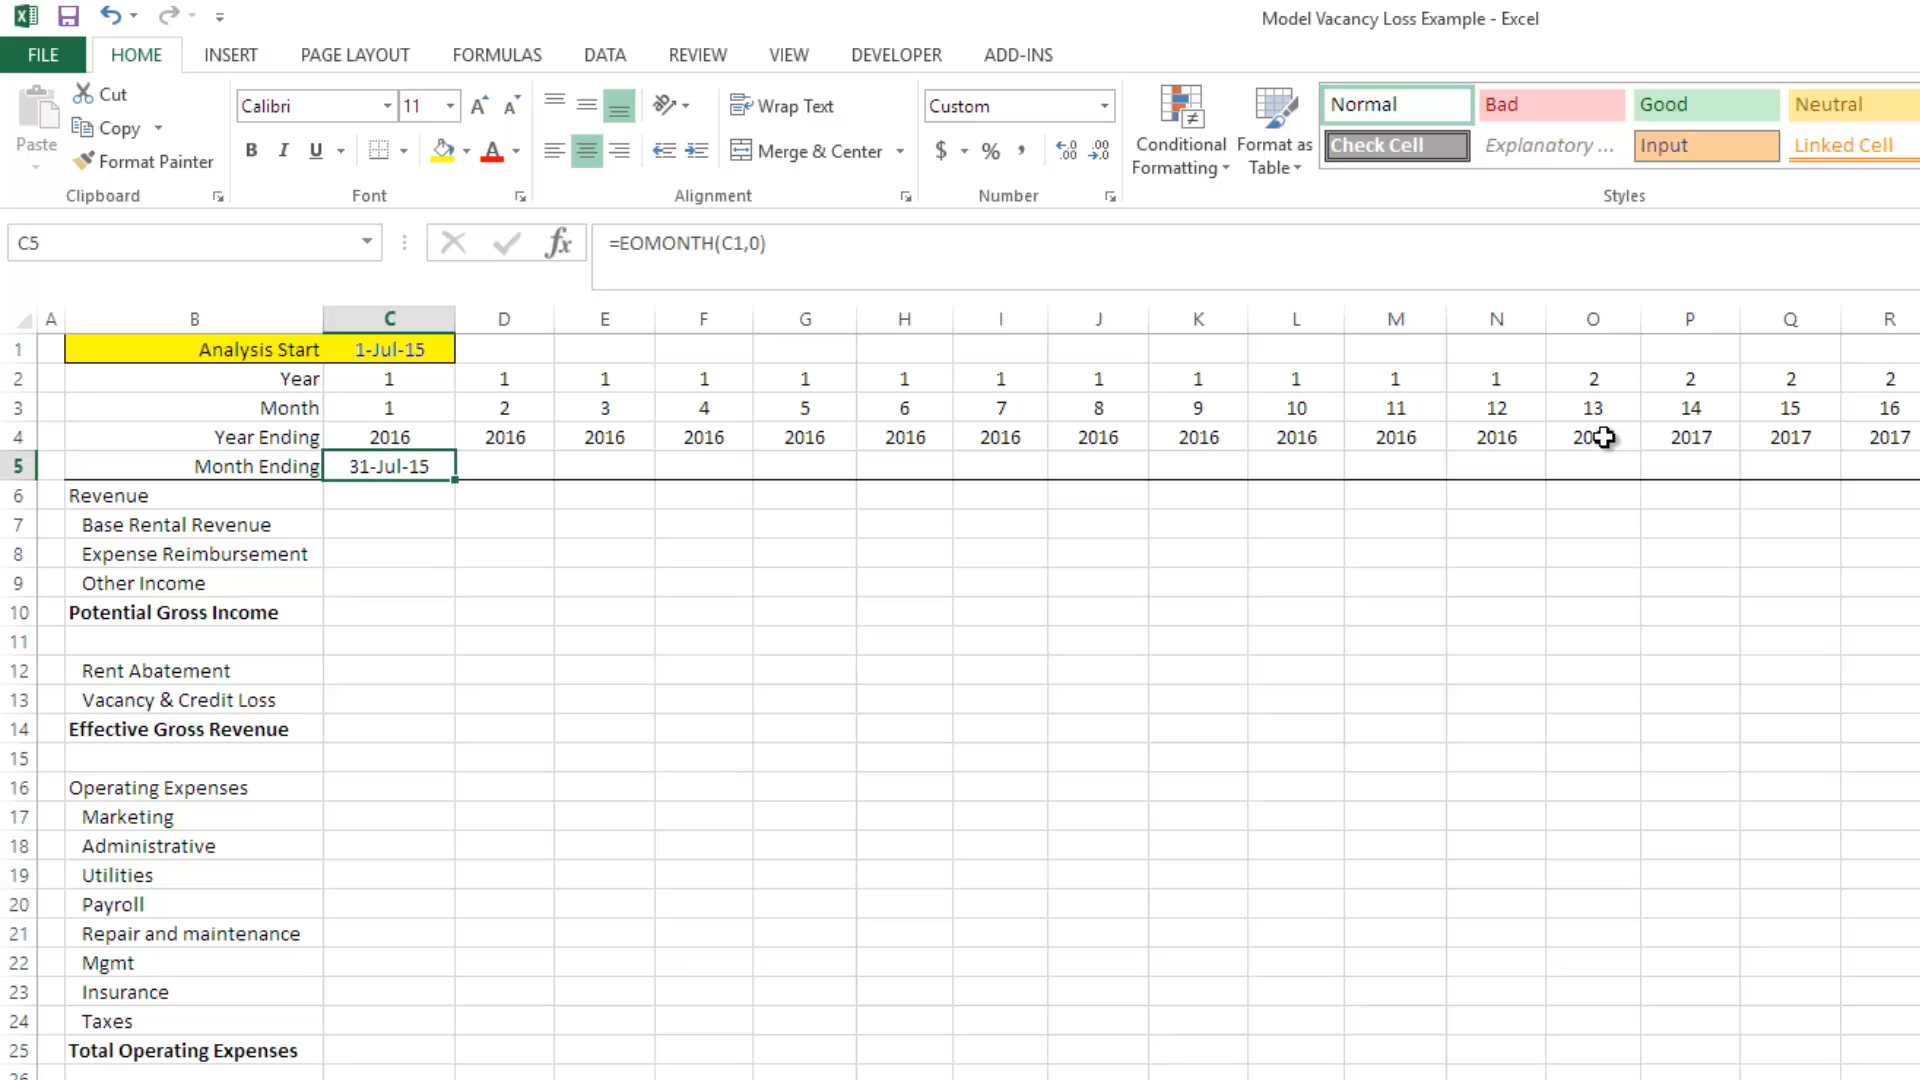 Model Vacancy Loss Example - Excel
FILE HOME INSERT PAGE LAYOUT FORMULAS DATA REVIEW VIEW DEVELOPER ADD-INS
Paste
Cut
Copy
Format Painter
Clipboard
Calibri 11
B I U
Font
Wrap Text
Merge & Center
Alignment
Custom
$ % ,
Number
Conditional Formatting
Format as Table
Normal Bad Good Neutral
Check Cell Explanatory ... Input Linked Cell
Styles
C5 fx =EOMONTH(C1,0)
A B C D E F G H I J K L M N O P Q R
1 Analysis Start 1-Jul-15
2 Year 1 1 1 1 1 1 1 1 1 1 1 1 2 2 2 2
3 Month 1 2 3 4 5 6 7 8 9 10 11 12 13 14 15 16
4 Year Ending 2016 2016 2016 2016 2016 2016 2016 2016 2016 2016 2016 2016 2017 2017 2017
5 Month Ending 31-Jul-15
6 Revenue
7 Base Rental Revenue
8 Expense Reimbursement
9 Other Income
10 Potential Gross Income
11
12 Rent Abatement
13 Vacancy & Credit Loss
14 Effective Gross Revenue
15
16 Operating Expenses
17 Marketing
18 Administrative
19 Utilities
20 Payroll
21 Repair and maintenance
22 Mgmt
23 Insurance
24 Taxes
25 Total Operating Expenses